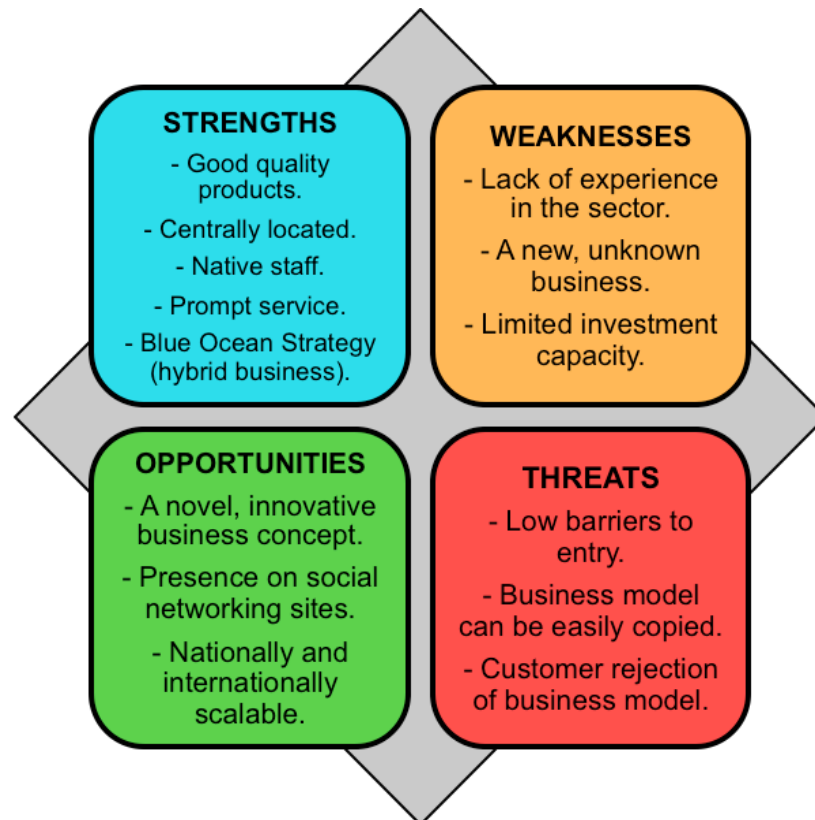 STRENGTHS
- Good quality
products.
- Centrally located.
- Native staff.
- Prompt service.
- Blue Ocean Strategy
(hybrid business).
WEAKNESSES
- Lack of experience
in the sector.
- A new, unknown
business.
- Limited investment
capacity.
OPPORTUNITIES
- A novel, innovative
business concept.
- Presence on social
networking sites.
- Nationally and
internationally
scalable.
THREATS
- Low barriers to
entry.
- Business model
can be easily copied.
- Customer rejection
of business model.